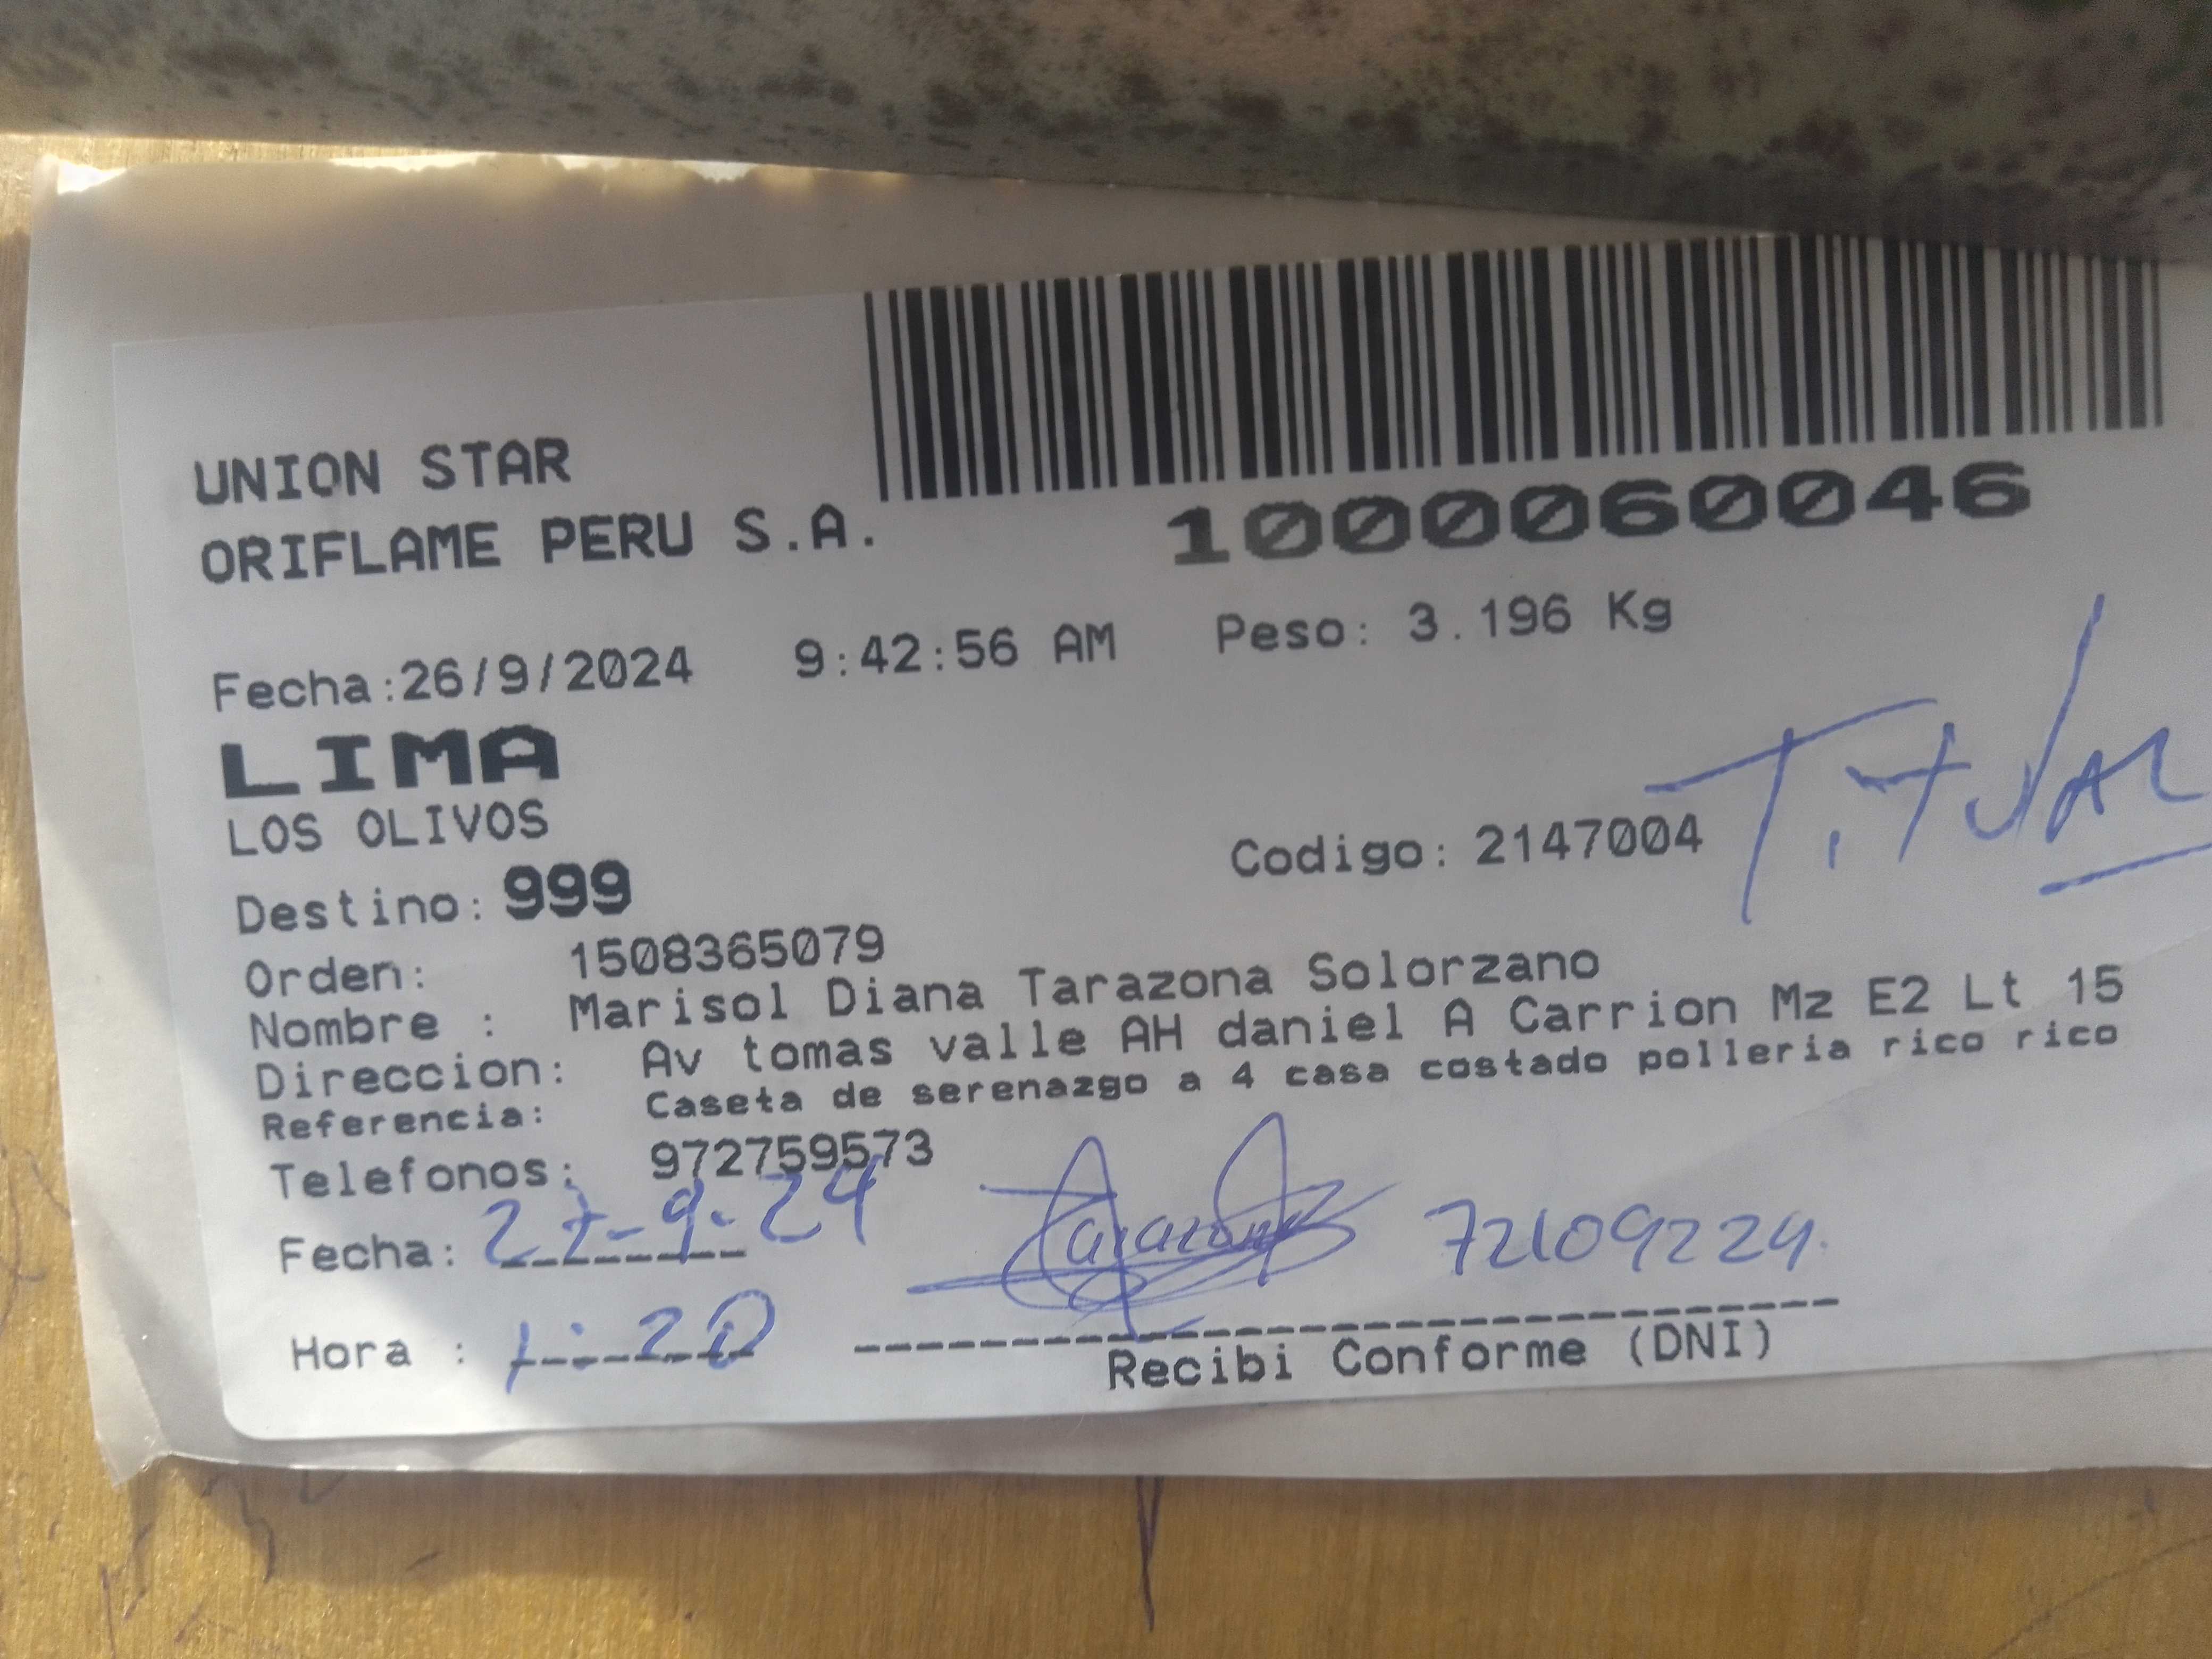 UNION STAR
ORIFLAME PERU S.A.
1000060046
Fecha:26/9/2024 9:42:56 AM Peso: 3.196 Kg
LIMA
LOS OLIVOS
Codigo: 2147004 TituLAR
Destino: 999
Orden: 1508365079
Nombre : Marisol Diana Tarazona Solorzano
Direccion: Av tomas valle AH daniel A Carrion Mz E2 Lt 15
Referencia: Caseta de serenazgo a 4 casa costado polleria rico rico
Telefonos: 972759573
Fecha: 27-9-24 Tarazona 72109224
Hora : 1:20
Recibi Conforme (DNI)